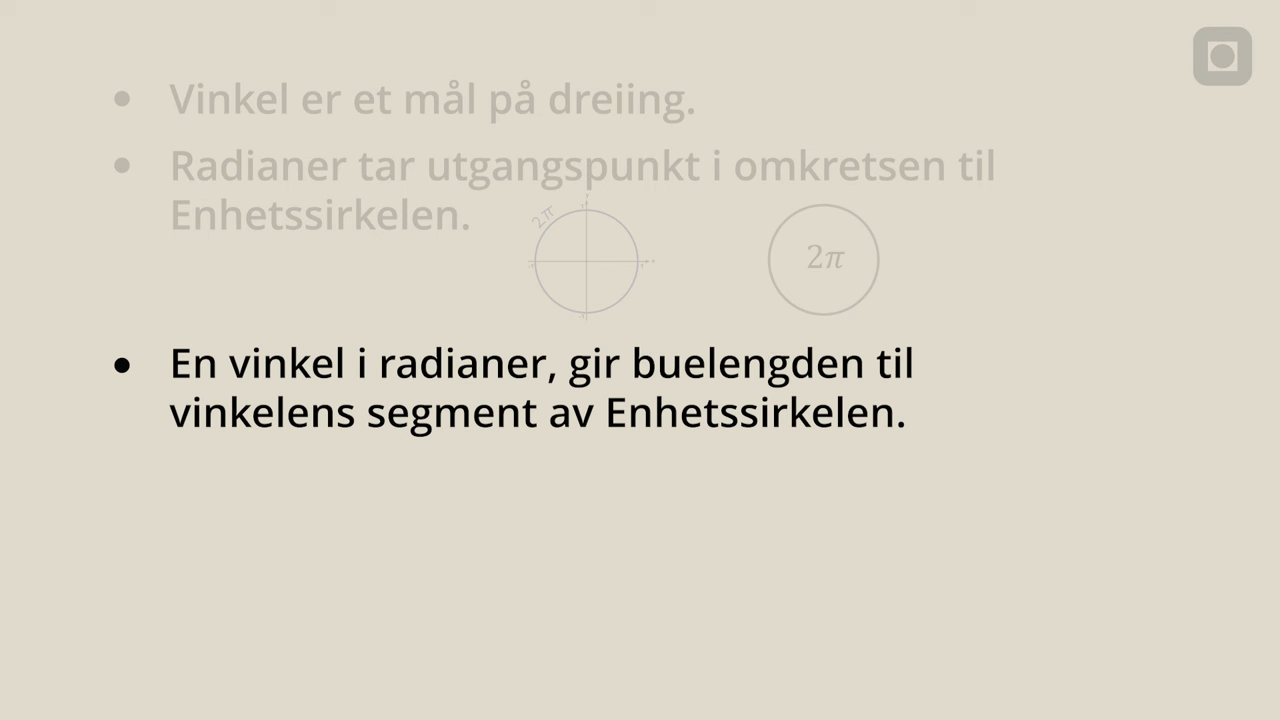 • Vinkel er et mål på dreiing.
• Radianer tar utgangspunkt i omkretsen til
Enhetssirkelen.
2π
2π
• En vinkel i radianer, gir buelengden til
vinkelens segment av Enhetssirkelen.